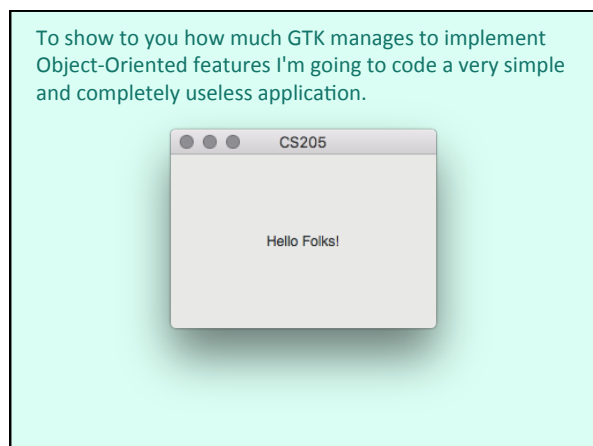 To show to you how much GTK manages to implement
Object-Oriented features I'm going to code a very simple
and completely useless application.
CS205
Hello Folks!